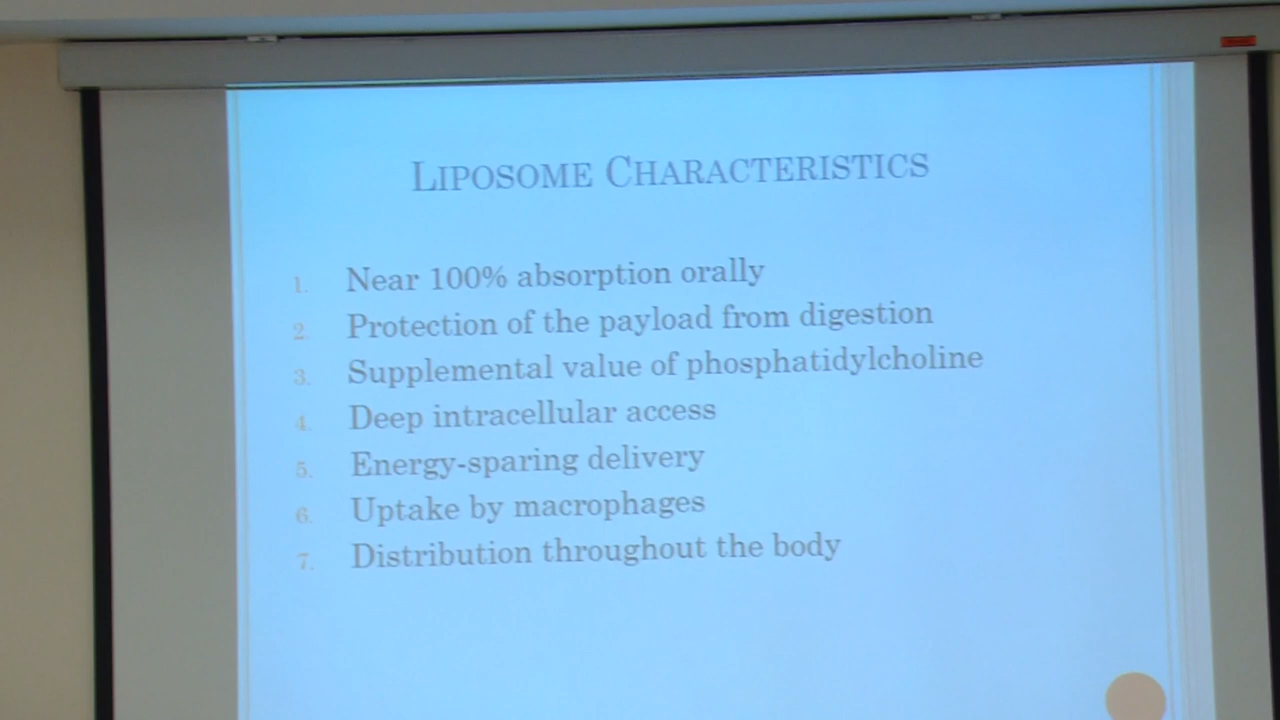 LIPOSOME CHARACTERISTICS
1. Near 100% absorption orally
2. Protection of the payload from digestion
3. Supplemental value of phosphatidylcholine
4. Deep intracellular access
5. Energy-sparing delivery
6. Uptake by macrophages
7. Distribution throughout the body